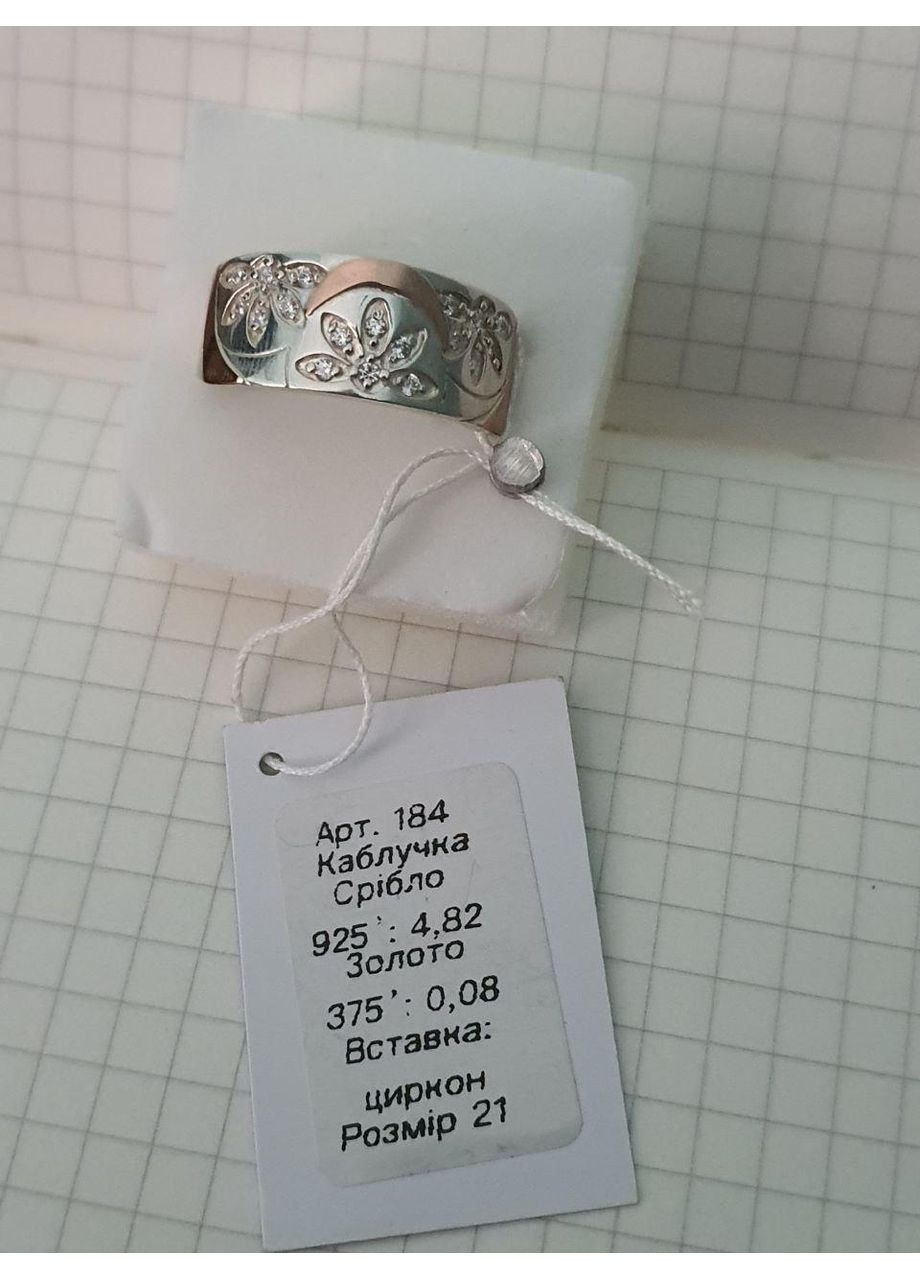 Арт. 184
Каблучка
Срібло
925': 4,82
Золото
375': 0,08
Вставка:
циркон
Розмір 21